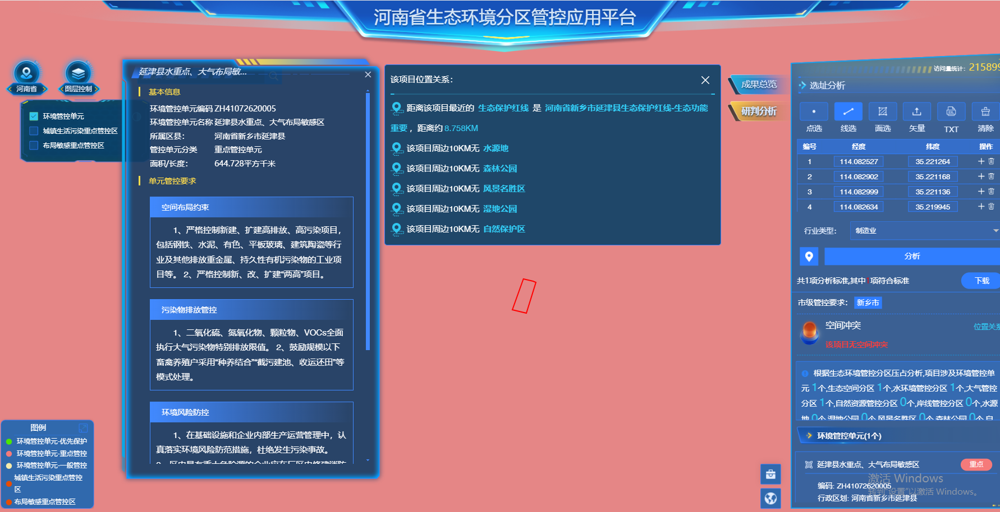 河南省生态环境分区管控应用平台
河南省
图层控制
环境管控单元
城镇生活污染重点管控区
布局敏感重点管控区
延津县水重点、大气布局敏...
基本信息
环境管控单元编码 ZH41072620005
环境管控单元名称 延津县水重点、大气布局敏感区
所属区县: 河南省新乡市延津县
管控单元分类 重点管控单元
面积/长度: 644.728平方千米
单元管控要求
空间布局约束
1、严格控制新建、扩建高排放、高污染项目,
包括钢铁、水泥、有色、平板玻璃、建筑陶瓷等行
业及其他排放重金属、持久性有机污染物的工业项
目等。 2、严格控制新、改、扩建“两高”项目。
污染物排放管控
1、二氧化硫、氮氧化物、颗粒物、VOCs全面
执行大气污染物特别排放限值。 2、鼓励规模以下
畜禽养殖户采用“种养结合”“截污建池、收运还田”等
模式处理。
环境风险防控
1、在基础设施和企业内部生产运营管理中，认
真落实环境风险防范措施，杜绝发生污染事故。
该项目位置关系:
距离该项目最近的 生态保护红线 是 河南省新乡市延津县生态保护红线-生态功能
重要 ，距离约 8.758KM
该项目周边10KM无 水源地
该项目周边10KM无 森林公园
该项目周边10KM无 风景名胜区
该项目周边10KM无 湿地公园
该项目周边10KM无 自然保护区
成果总览
研判分析
访问量统计: 215899
选址分析
点选 线选 面选 矢量 TXT 清除
编号 经度 纬度 操作
1 114.082527 35.221264
2 114.082902 35.221168
3 114.082999 35.221136
4 114.082634 35.219945
行业类型: 制造业
分析
共1项分析标准,其中 项符合标准
下载
市级管控要求: 新乡市
空间冲突
位置关系
该项目无空间冲突
根据生态环境管控分区压占分析,项目涉及环境管控单
元 1个,生态空间分区 1个,水环境管控分区 1个,大气管控
分区 1个,自然资源管控分区 0个,岸线管控分区 0个,水源
地 0个,湿地公园 0个,风景名胜区 0个,森林公园 0个,自
环境管控单元(1个)
延津县水重点、大气布局敏感区
重点
编码: ZH41072620005
行政区划: 河南省新乡市延津县
激活 Windows
转到“设置”以激活 Windows。
图例
环境管控单元-优先保护
环境管控单元-重点管控
环境管控单元-一般管控
城镇生活污染重点管控
区
布局敏感重点管控区